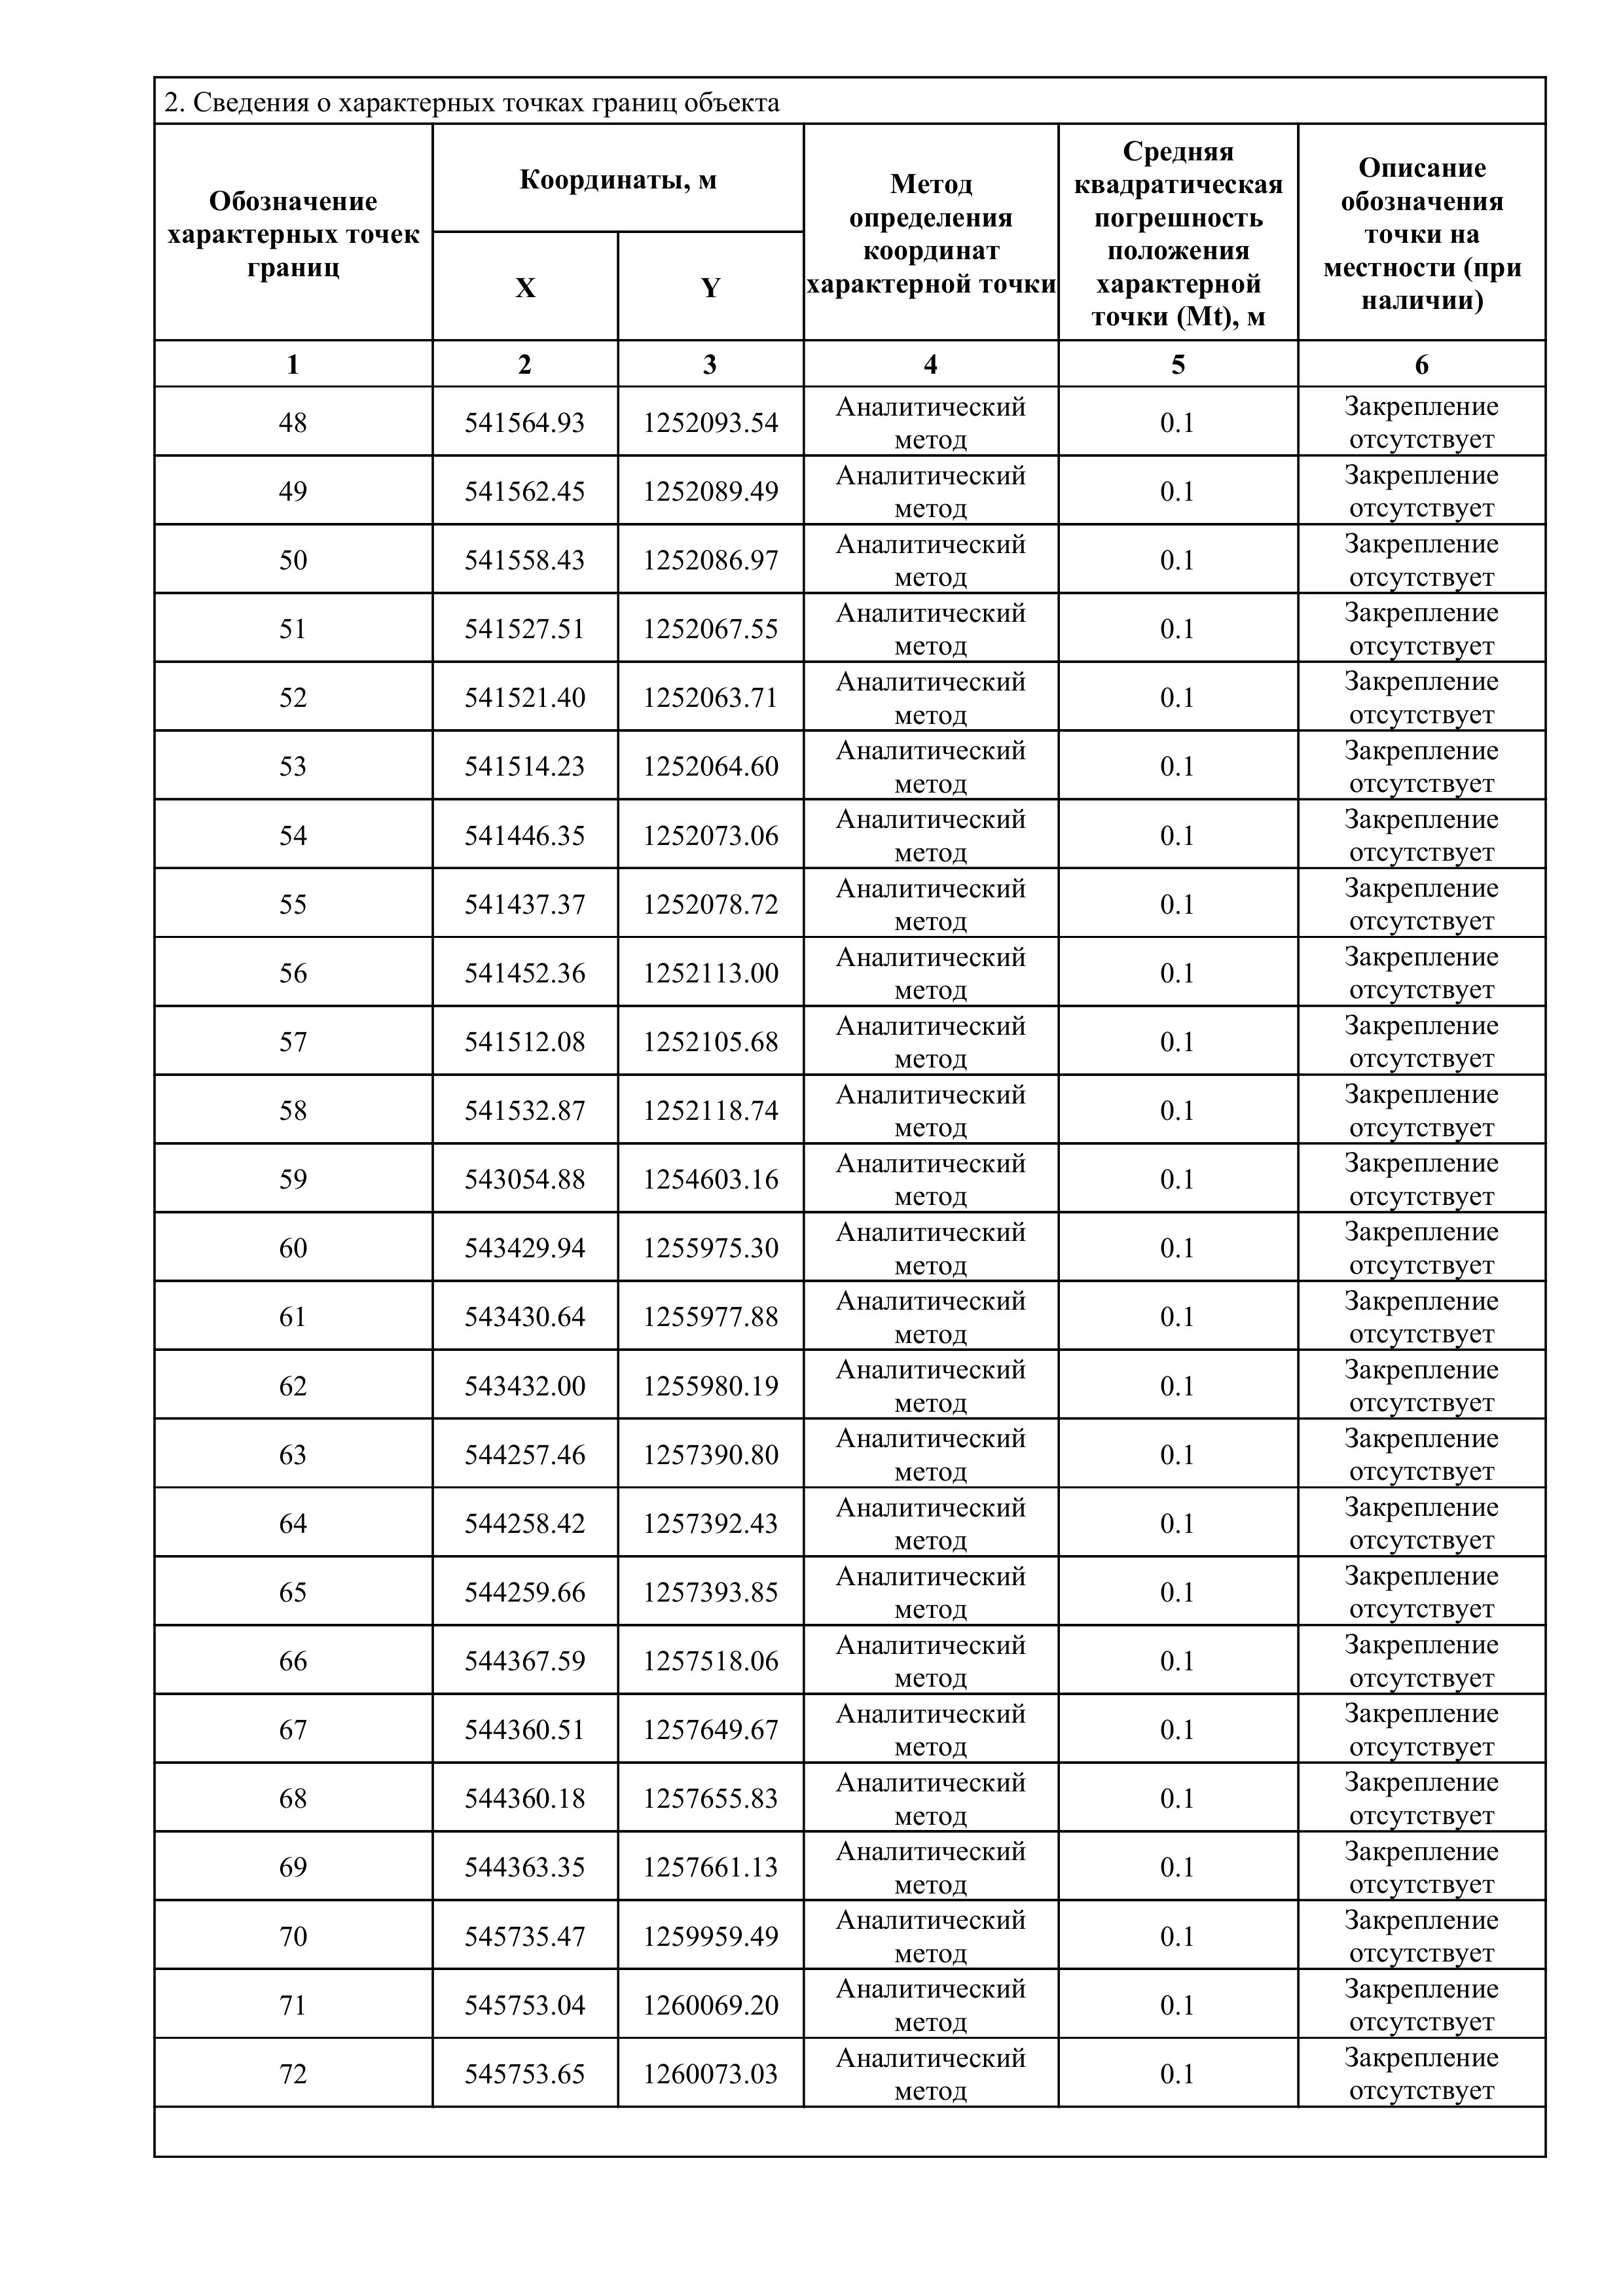 2. Сведения о характерных точках границ объекта
Обозначение
характерных точек
границ
Координаты, м
X
Y
Метод
определения
координат
характерной точки
Средняя
квадратическая
погрешность
положения
характерной
точки (Mt), м
Описание
обозначения
точки на
местности (при
наличии)
1 2 3 4 5 6
48 541564.93 1252093.54 Аналитический метод 0.1 Закрепление отсутствует
49 541562.45 1252089.49 Аналитический метод 0.1 Закрепление отсутствует
50 541558.43 1252086.97 Аналитический метод 0.1 Закрепление отсутствует
51 541527.51 1252067.55 Аналитический метод 0.1 Закрепление отсутствует
52 541521.40 1252063.71 Аналитический метод 0.1 Закрепление отсутствует
53 541514.23 1252064.60 Аналитический метод 0.1 Закрепление отсутствует
54 541446.35 1252073.06 Аналитический метод 0.1 Закрепление отсутствует
55 541437.37 1252078.72 Аналитический метод 0.1 Закрепление отсутствует
56 541452.36 1252113.00 Аналитический метод 0.1 Закрепление отсутствует
57 541512.08 1252105.68 Аналитический метод 0.1 Закрепление отсутствует
58 541532.87 1252118.74 Аналитический метод 0.1 Закрепление отсутствует
59 543054.88 1254603.16 Аналитический метод 0.1 Закрепление отсутствует
60 543429.94 1255975.30 Аналитический метод 0.1 Закрепление отсутствует
61 543430.64 1255977.88 Аналитический метод 0.1 Закрепление отсутствует
62 543432.00 1255980.19 Аналитический метод 0.1 Закрепление отсутствует
63 544257.46 1257390.80 Аналитический метод 0.1 Закрепление отсутствует
64 544258.42 1257392.43 Аналитический метод 0.1 Закрепление отсутствует
65 544259.66 1257393.85 Аналитический метод 0.1 Закрепление отсутствует
66 544367.59 1257518.06 Аналитический метод 0.1 Закрепление отсутствует
67 544360.51 1257649.67 Аналитический метод 0.1 Закрепление отсутствует
68 544360.18 1257655.83 Аналитический метод 0.1 Закрепление отсутствует
69 544363.35 1257661.13 Аналитический метод 0.1 Закрепление отсутствует
70 545735.47 1259959.49 Аналитический метод 0.1 Закрепление отсутствует
71 545753.04 1260069.20 Аналитический метод 0.1 Закрепление отсутствует
72 545753.65 1260073.03 Аналитический метод 0.1 Закрепление отсутствует